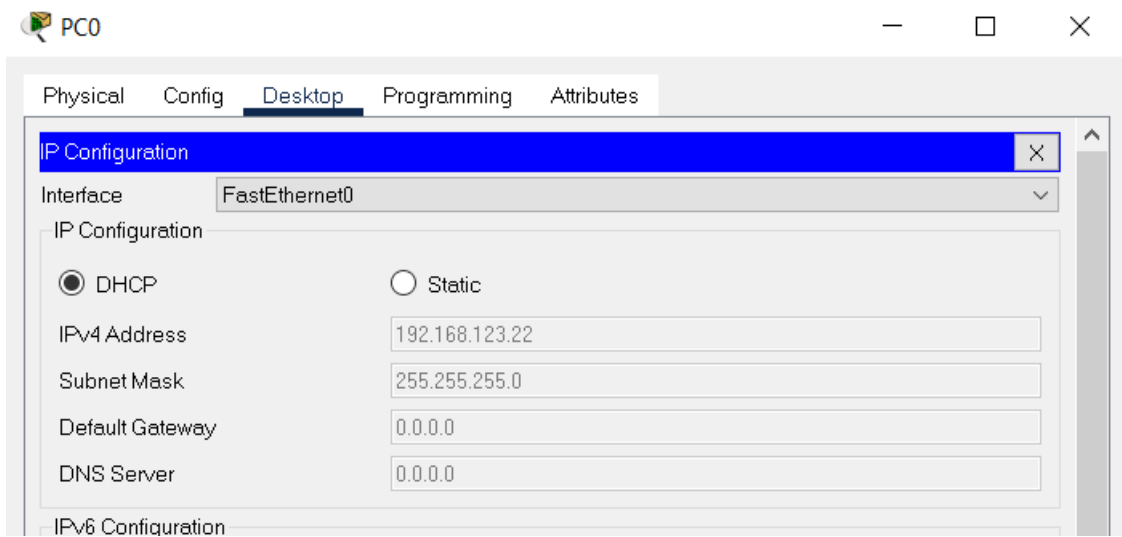 PC0
Physical Config Desktop Programming Attributes
IP Configuration X
Interface FastEthernet0
IP Configuration
DHCP Static
IPv4 Address 192.168.123.22
Subnet Mask 255.255.255.0
Default Gateway 0.0.0.0
DNS Server 0.0.0.0
IPv6 Configuration